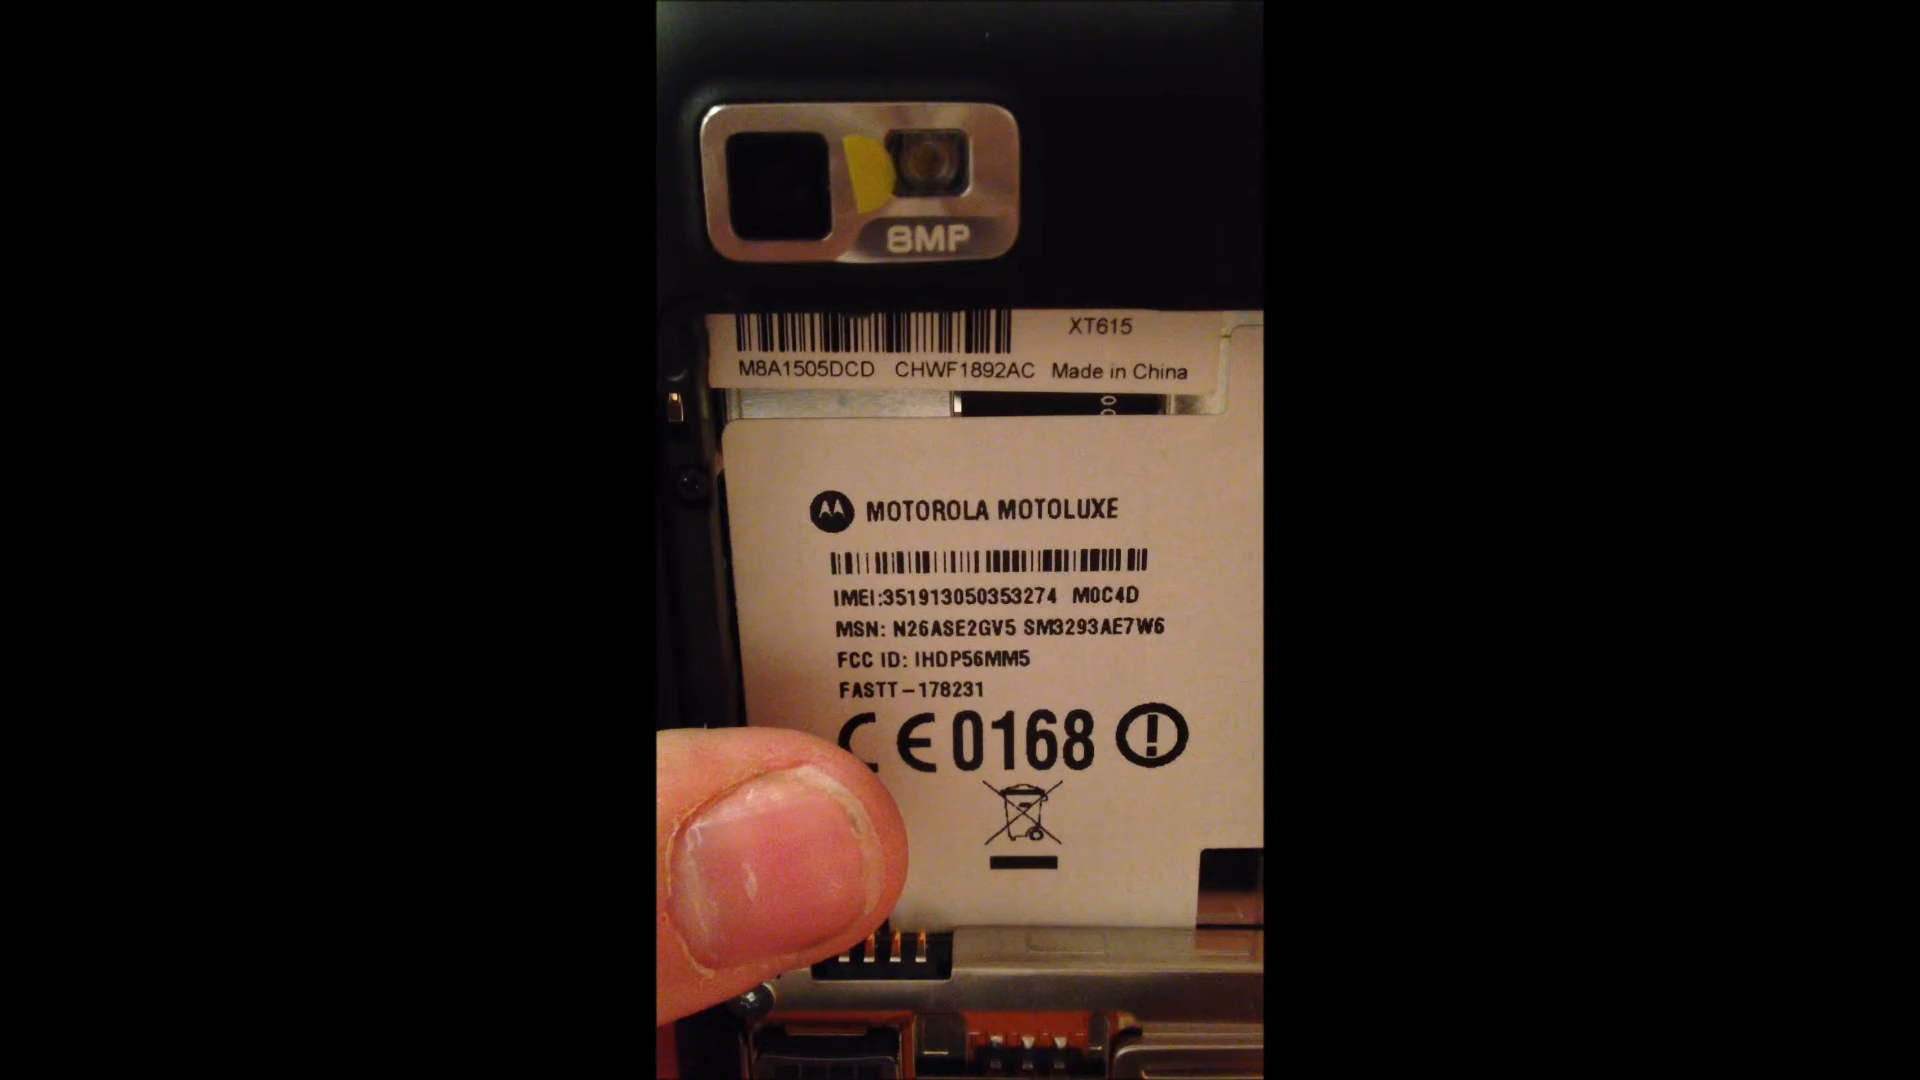 8MP
XT615
M8A1505DCD CHWF1892AC Made in China
MOTOROLA MOTOLUXE
IMEI:351913050353274 M0C4D
MSN: N26ASE2GV5 SM3293AE7W6
FCC ID: IHDP56MM5
FASTT-178231
CE0168